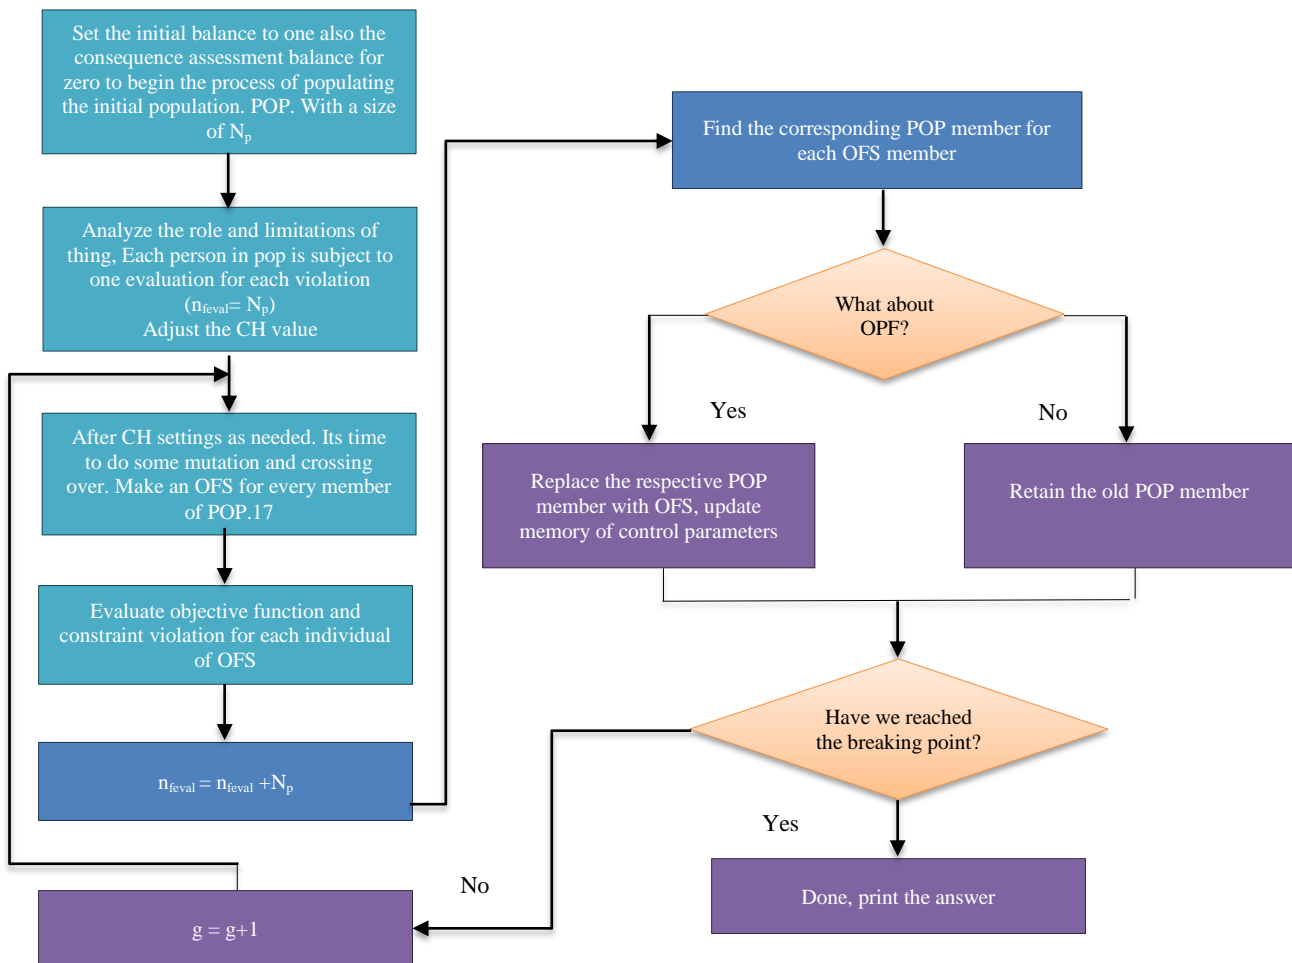 Set the initial balance to one also the
consequence assessment balance for
zero to begin the process of populating
the initial population. POP. With a size
of Nₚ
Analyze the role and limitations of
thing, Each person in pop is subject to
one evaluation for each violation
(n_feval= Nₚ)
Adjust the CH value
After CH settings as needed. Its time
to do some mutation and crossing
over. Make an OFS for every member
of POP.17
Evaluate objective function and
constraint violation for each individual
of OFS
n_feval = n_feval +Nₚ
g = g+1
Find the corresponding POP member for
each OFS member
What about
OPF?
Yes
No
Replace the respective POP
member with OFS, update
memory of control parameters
Retain the old POP member
Have we reached
the breaking point?
Yes
No
Done, print the answer